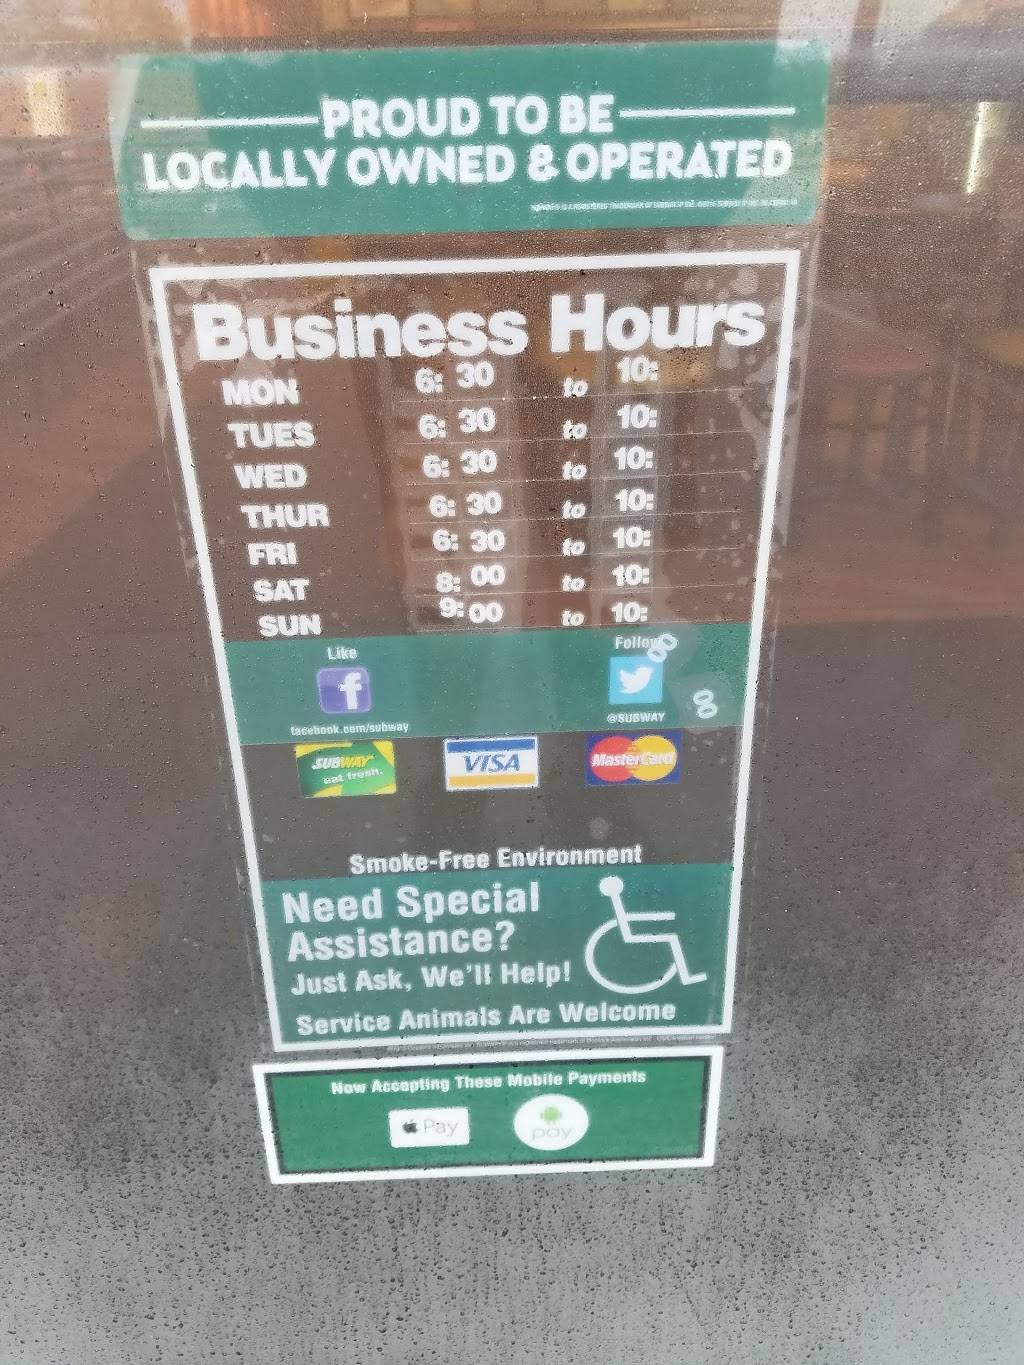 PROUD TO BE
LOCALLY OWNED & OPERATED
Business Hours
MON 6: 30 to 10:
TUES 6: 30 to 10:
WED 6: 30 to 10:
THUR 6: 30 to 10:
FRI 6: 30 to 10:
SAT 8: 00 to 10:
SUN 9: 00 to 10:
Like Follow 00
f 00
facebook.com/subway @SUBWAY
SUBWAY VISA MasterCard
eat fresh.
Smoke-Free Environment
Need Special
Assistance?
Just Ask, We'll Help!
Service Animals Are Welcome
Now Accepting These Mobile Payments
Pay pay